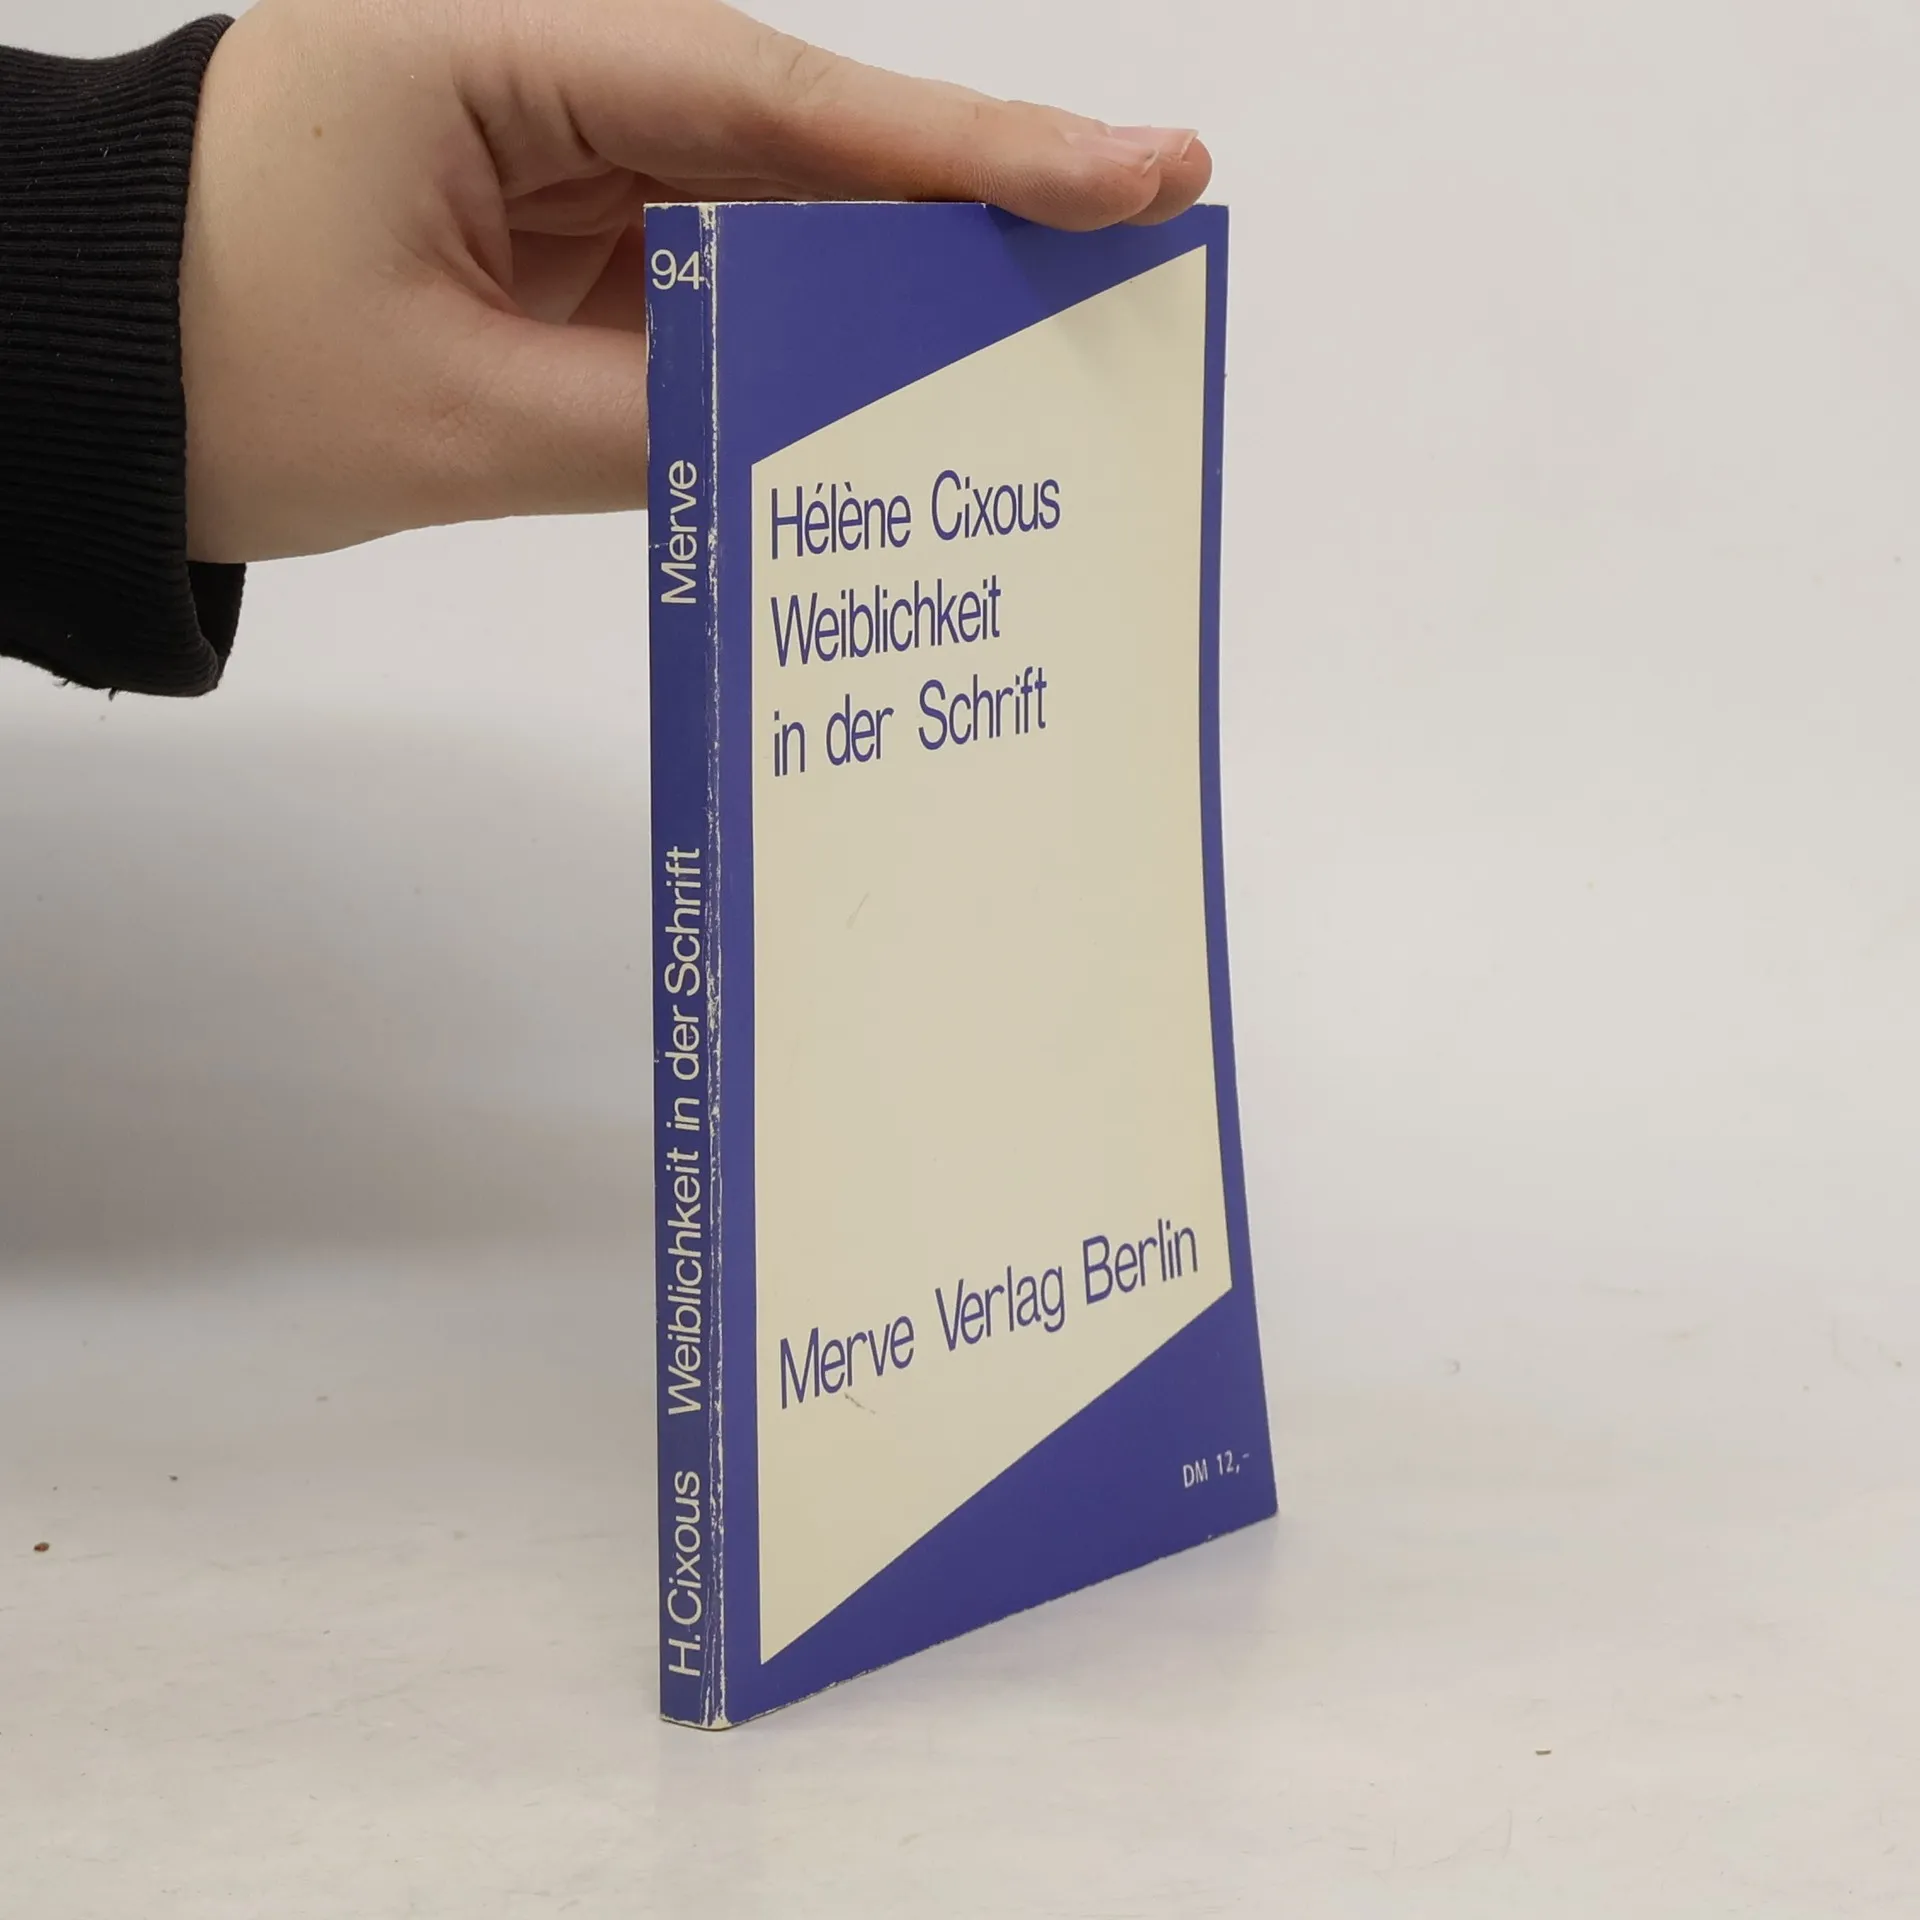 94
Merve
Weiblichkeit in der Schrift
H. Cixous
Hélène Cixous
Weiblichkeit
in der Schrift
Merve Verlag Berlin
DM 12,-